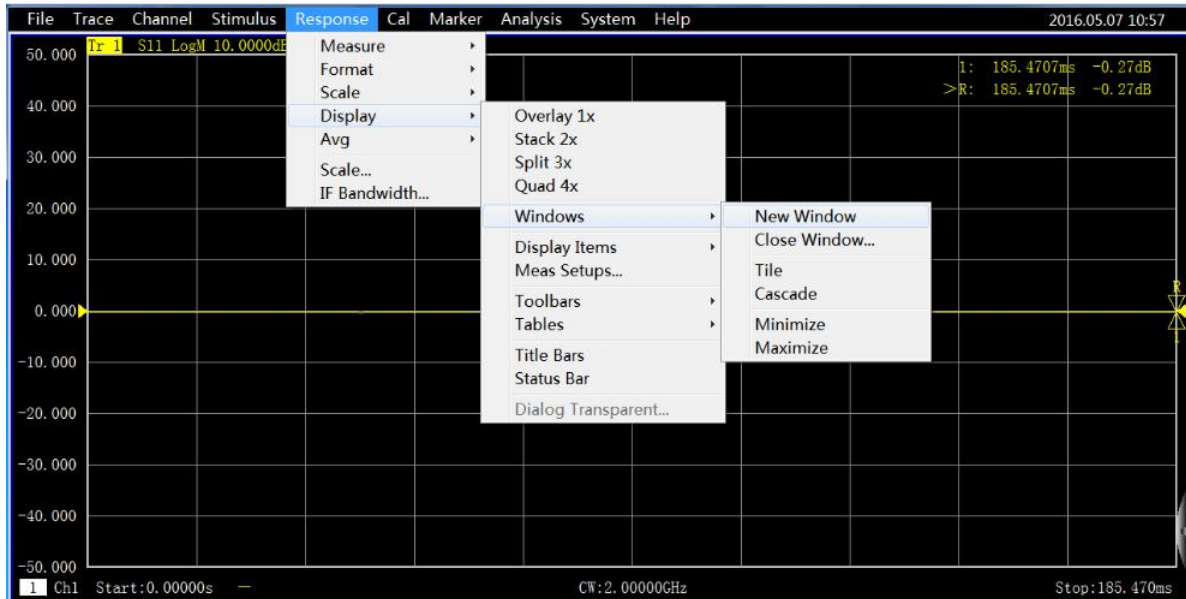 File Trace Channel Stimulus Response Cal Marker Analysis System Help 2016.05.07 10:57
Tr 1 S11 LogM 10.0000dB
50.000
40.000
30.000
20.000
10.000
0.000
-10.000
-20.000
-30.000
-40.000
-50.000
Measure
Format
Scale
Display
Avg
Scale...
IF Bandwidth...
Overlay 1x
Stack 2x
Split 3x
Quad 4x
Windows
Display Items
Meas Setups...
Toolbars
Tables
Title Bars
Status Bar
Dialog Transparent...
New Window
Close Window...
Tile
Cascade
Minimize
Maximize
1: 185.4707ms -0.27dB
>R: 185.4707ms -0.27dB
R
1
1 Ch1 Start:0.00000s — CW:2.00000GHz Stop:185.470ms